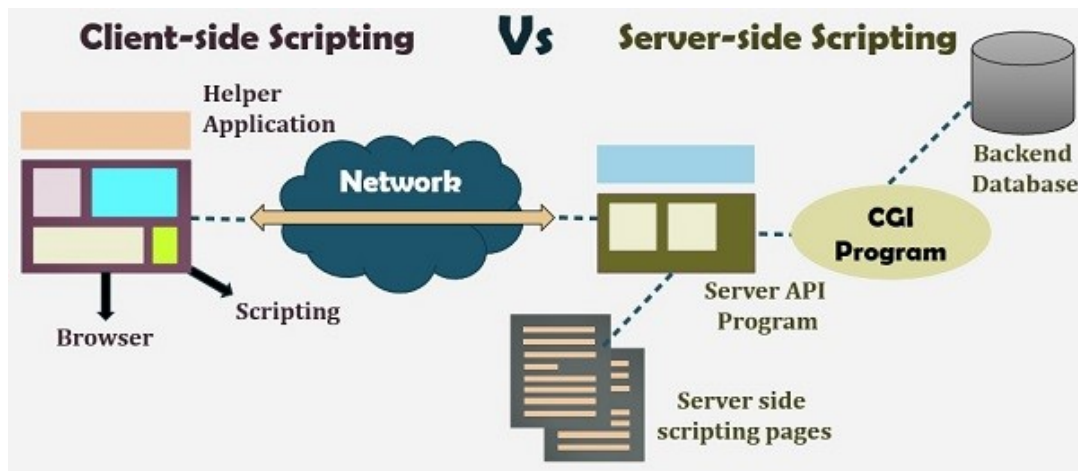 Client-side Scripting Vs Server-side Scripting
Helper
Application
Network
Backend
Database
CGI
Program
Server API
Program
Scripting
Browser
Server side
scripting pages